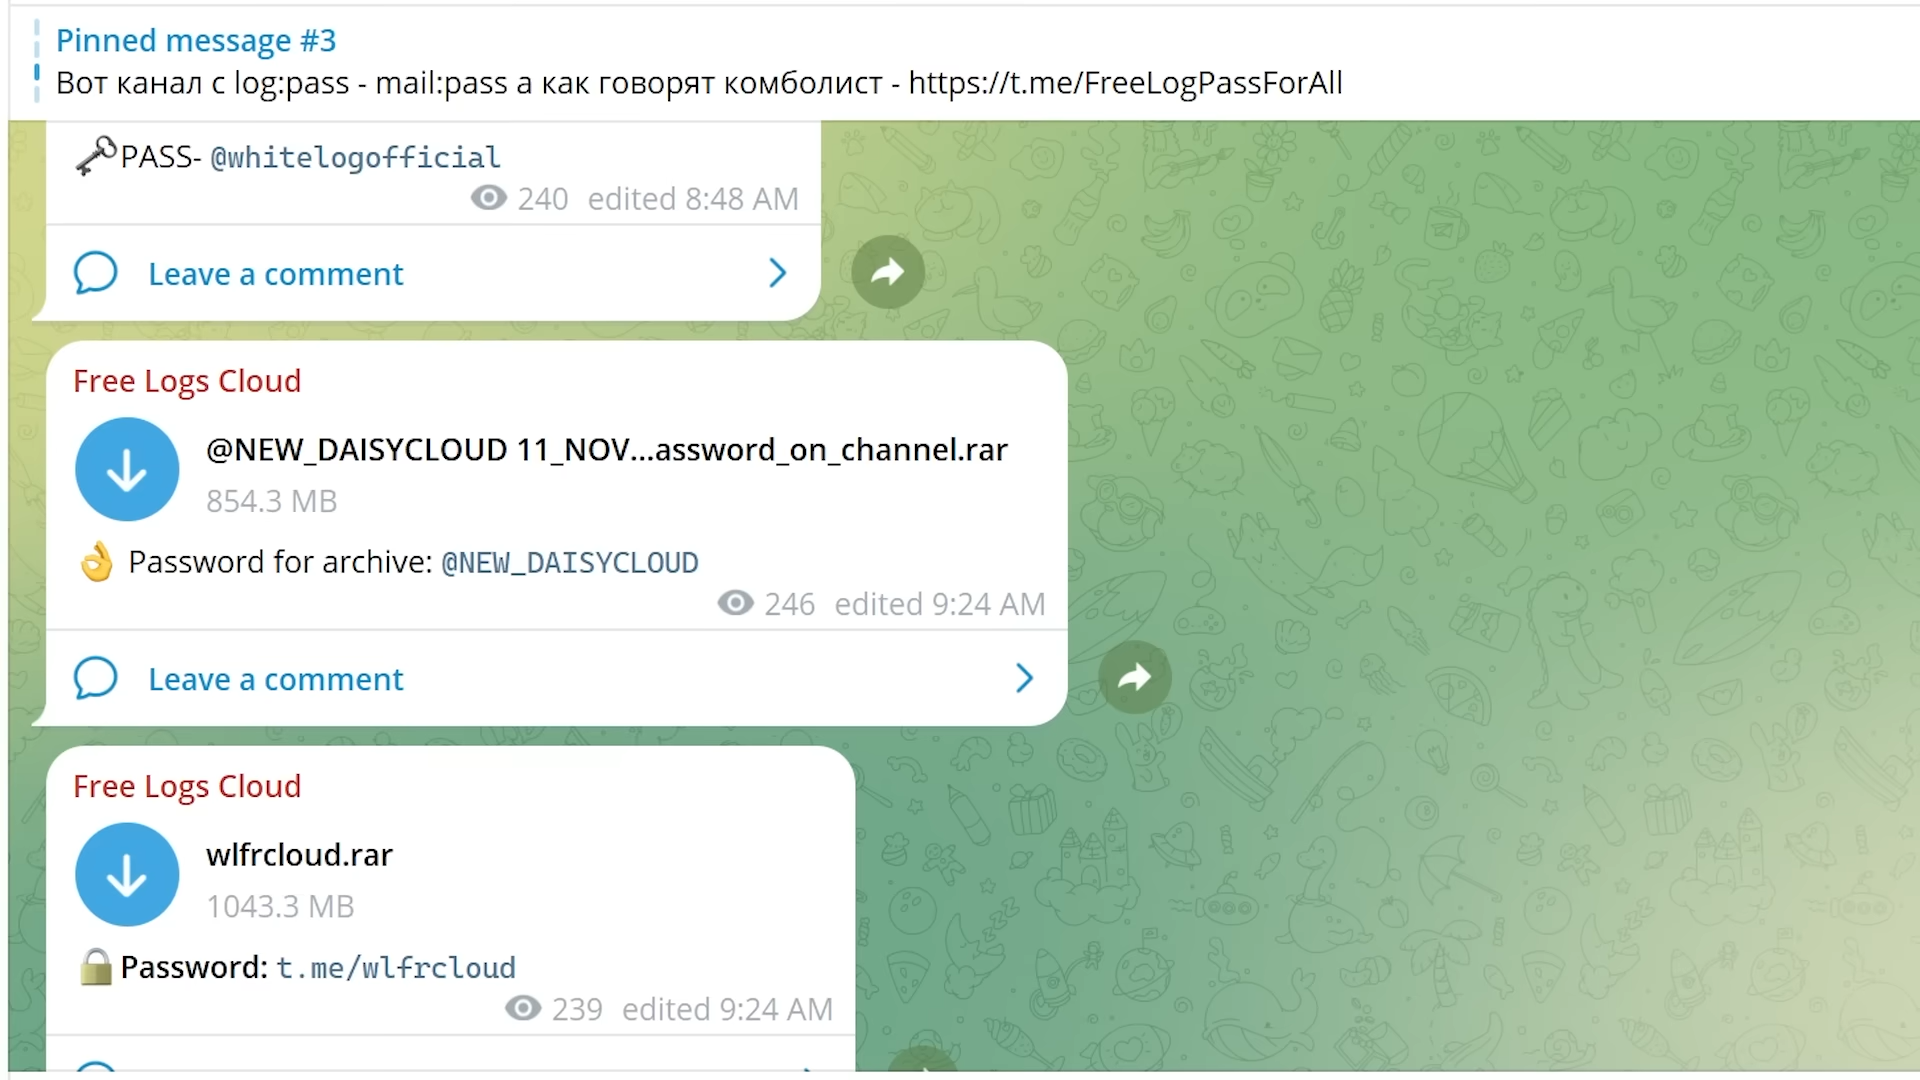 Pinned message #3
Вот канал с log:pass - mail:pass а как говорят комболист - https://t.me/FreeLogPassForAll
PASS- @whitelogofficial
240 edited 8:48 AM
Leave a comment
Free Logs Cloud
@NEW_DAISYCLOUD 11_NOV...assword_on_channel.rar
854.3 MB
Password for archive: @NEW_DAISYCLOUD
246 edited 9:24 AM
Leave a comment
Free Logs Cloud
wlfrcloud.rar
1043.3 MB
Password: t.me/wlfrcloud
239 edited 9:24 AM